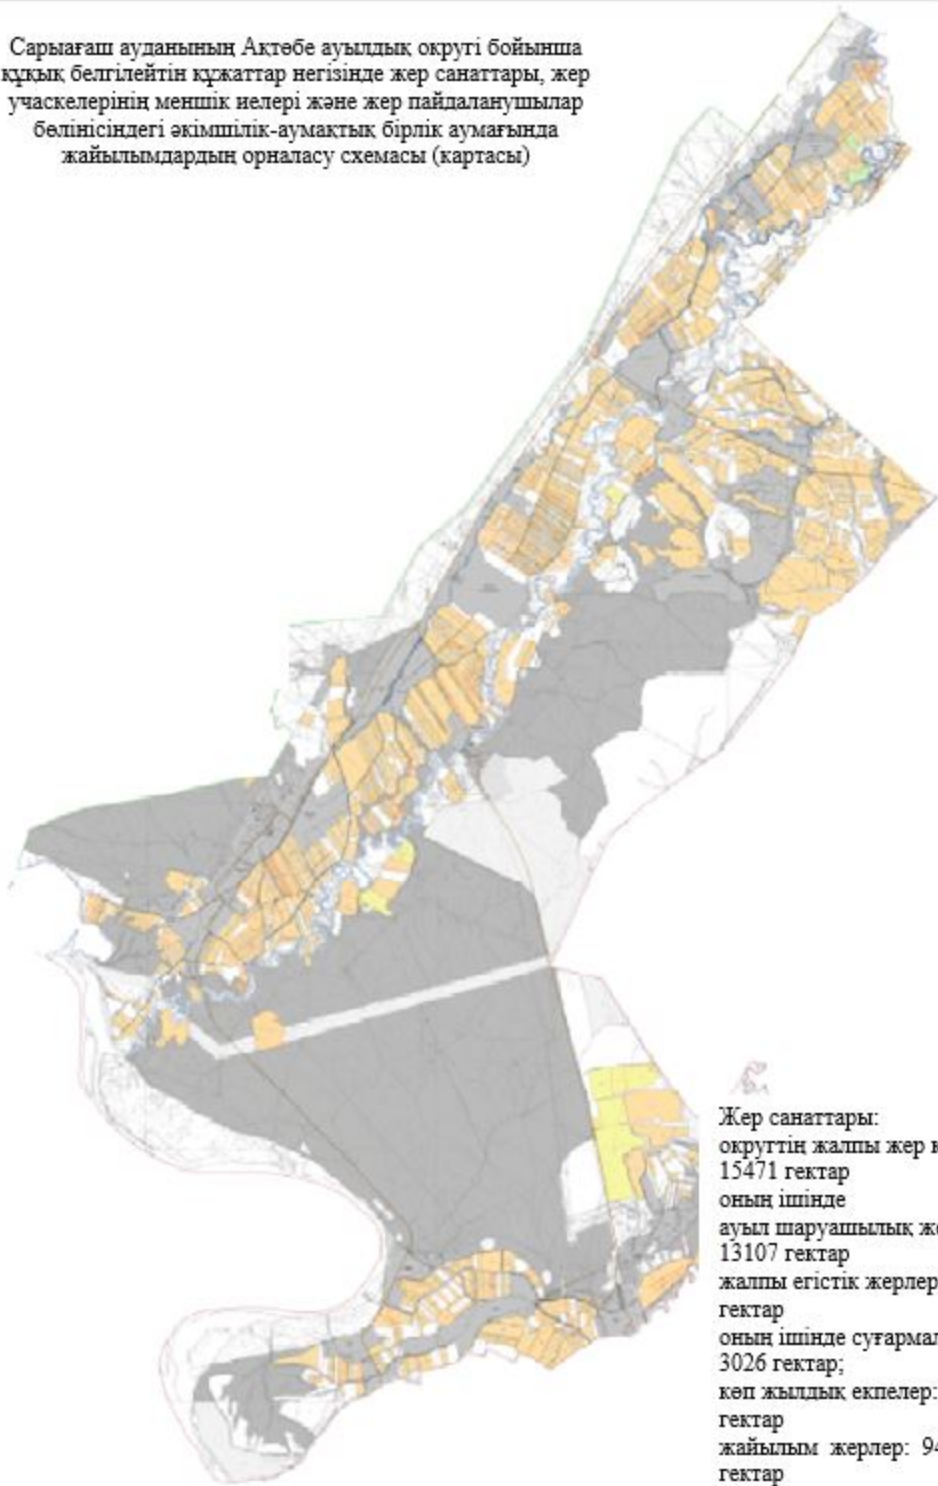 Сарыағаш ауданының Ақтөбе ауылдық округі бойынша
құқық белгілейтін құжаттар негізінде жер санаттары, жер
учаскелерінің меншік иелері және жер пайдаланушылар
бөлінісіндегі әкімшілік-аумақтық бірлік аумағында
жайылымдардың орналасу схемасы (картасы)
Жер санаттары:
округтің жалпы жер
15471 гектар
оның ішінде
ауыл шаруашылық
13107 гектар
жалпы егістік жерлер
гектар
оның ішінде
3026 гектар;
көп жылдық екпелер:
гектар
жайылым жерлер:
гектар